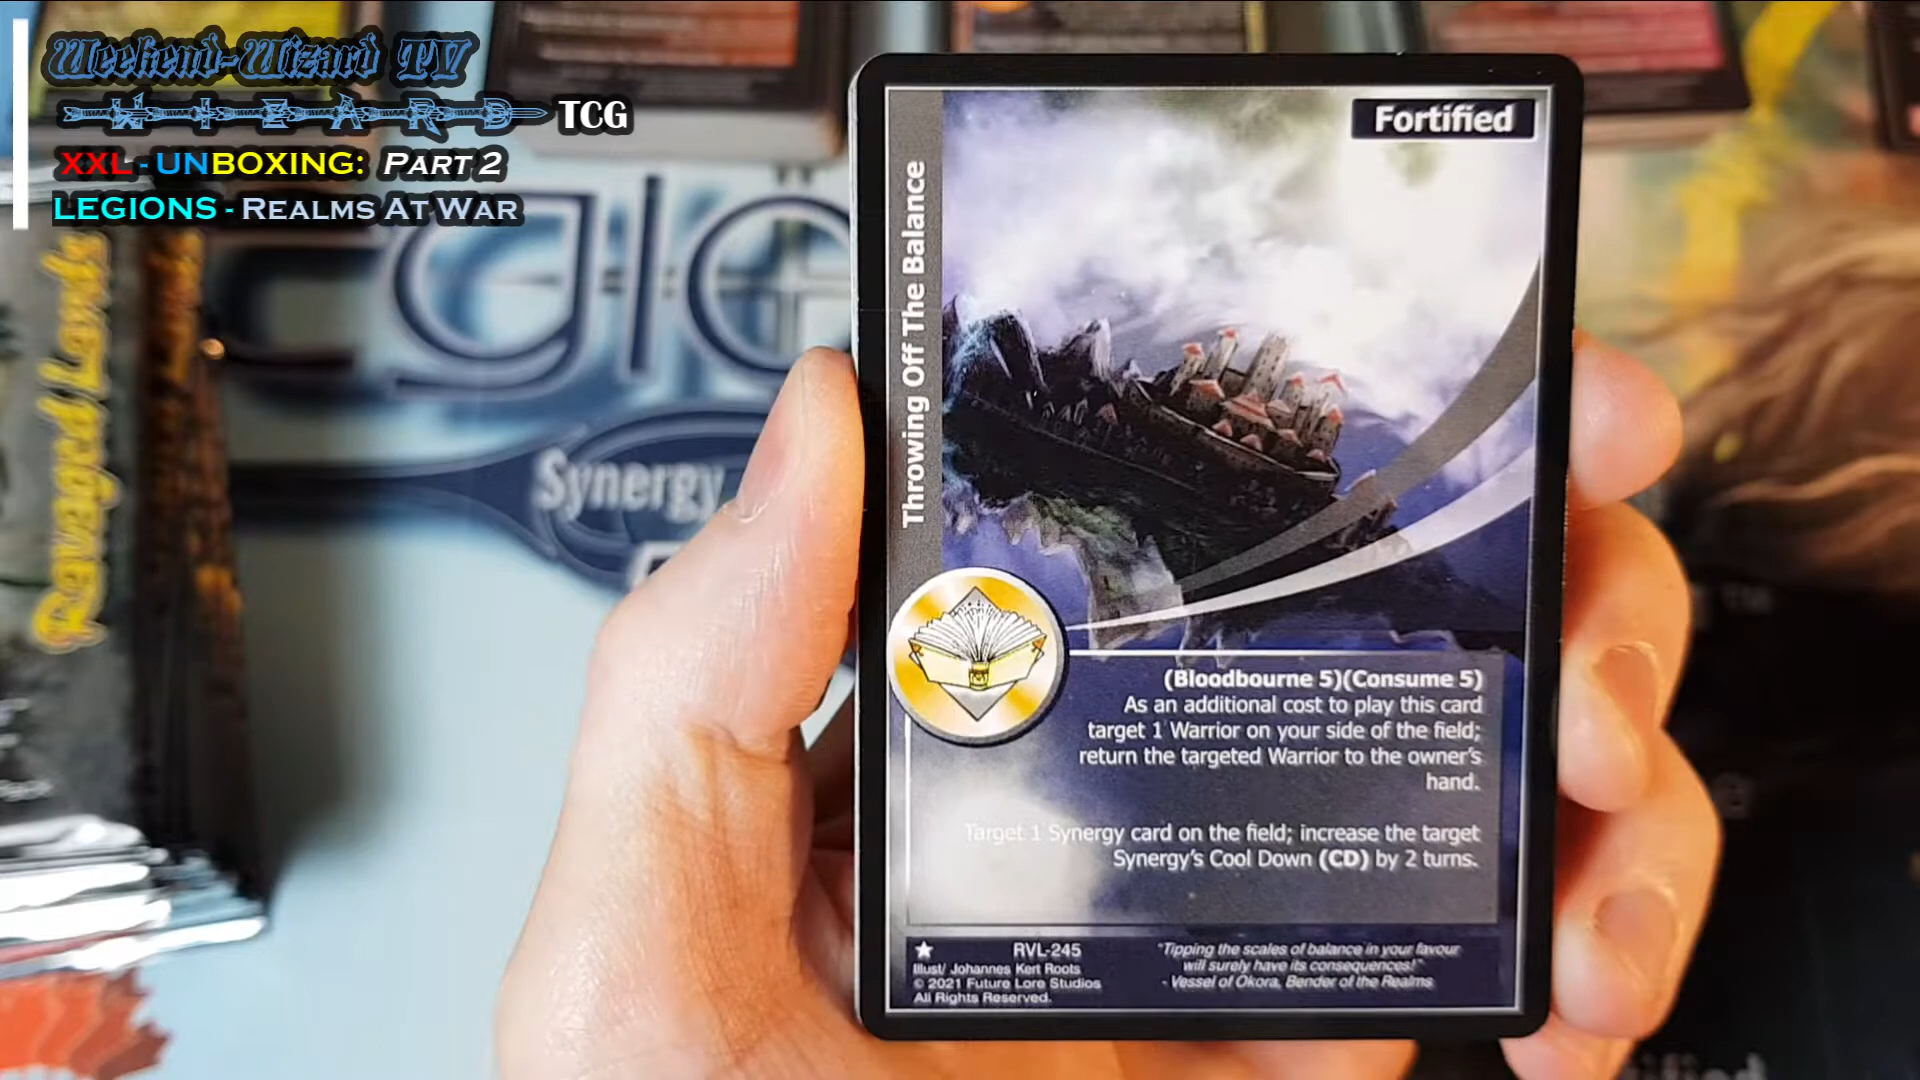 Weekend-Wizard TV
WIZARD TCG
XXL - UNBOXING: PART 2
LEGIONS - REALMS AT WAR
Ravaged Lands
Synergy
Fortified
Throwing Off The Balance
(Bloodbourne 5)(Consume 5)
As an additional cost to play this card
target 1 Warrior on your side of the field;
return the targeted Warrior to the owner's
hand.
Target 1 Synergy card on the field; increase the target
Synergy's Cool Down (CD) by 2 turns.
RVL-245
Illust/ Johannes Kert Roots
© 2021 Future Lore Studios
All Rights Reserved.
"Tipping the scales of balance in your favour
will surely have its consequences!"
- Vessel of Okora, Bender of the Realms